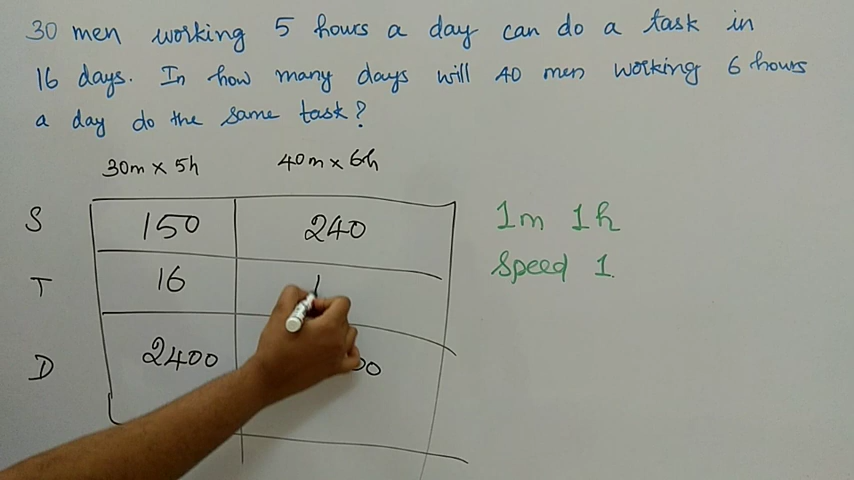 30 men working 5 hours a day can do a task in
16 days. In how many days will 40 men working 6 hours
a day do the same task?
30m x 5h 40m x 6h
S 150 240 1m 1h
T 16 1 Speed 1.
D 2400